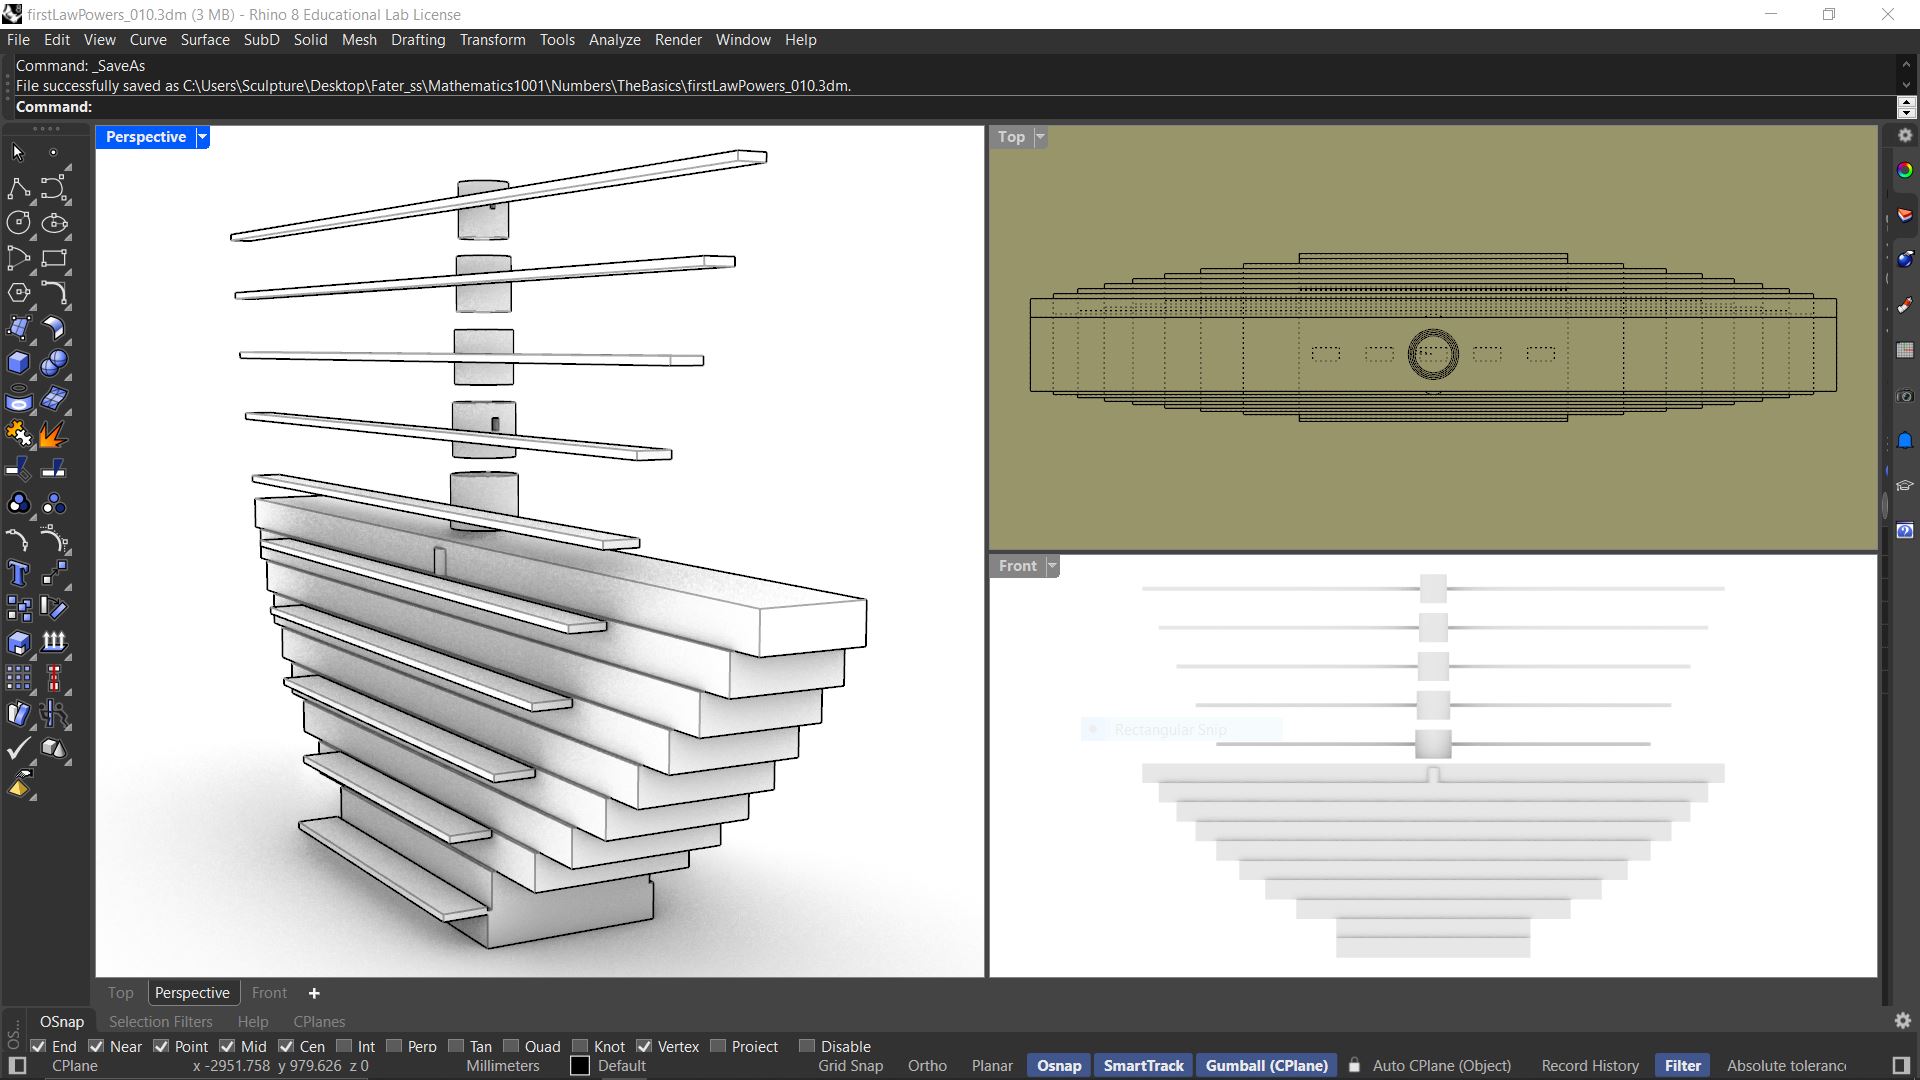 firstLawPowers_010.3dm (3 MB) - Rhino 8 Educational Lab License
File Edit View Curve Surface SubD Solid Mesh Drafting Transform Tools Analyze Render Window Help
Command: _SaveAs
File successfully saved as C:\Users\Sculpture\Desktop\Fater_ss\Mathematics1001\Numbers\TheBasics\firstLawPowers_010.3dm.
Command:
Perspective
Top
Front
Rectangular Snip
Top Perspective Front +
OS...
OSnap Selection Filters Help CPlanes
End Near Point Mid Cen Int Perp Tan Quad Knot Vertex Project Disable
CPlane x -2951.758 y 979.626 z 0 Millimeters Default Grid Snap Ortho Planar Osnap SmartTrack Gumball (CPlane) Auto CPlane (Object) Record History Filter Absolute toleranc